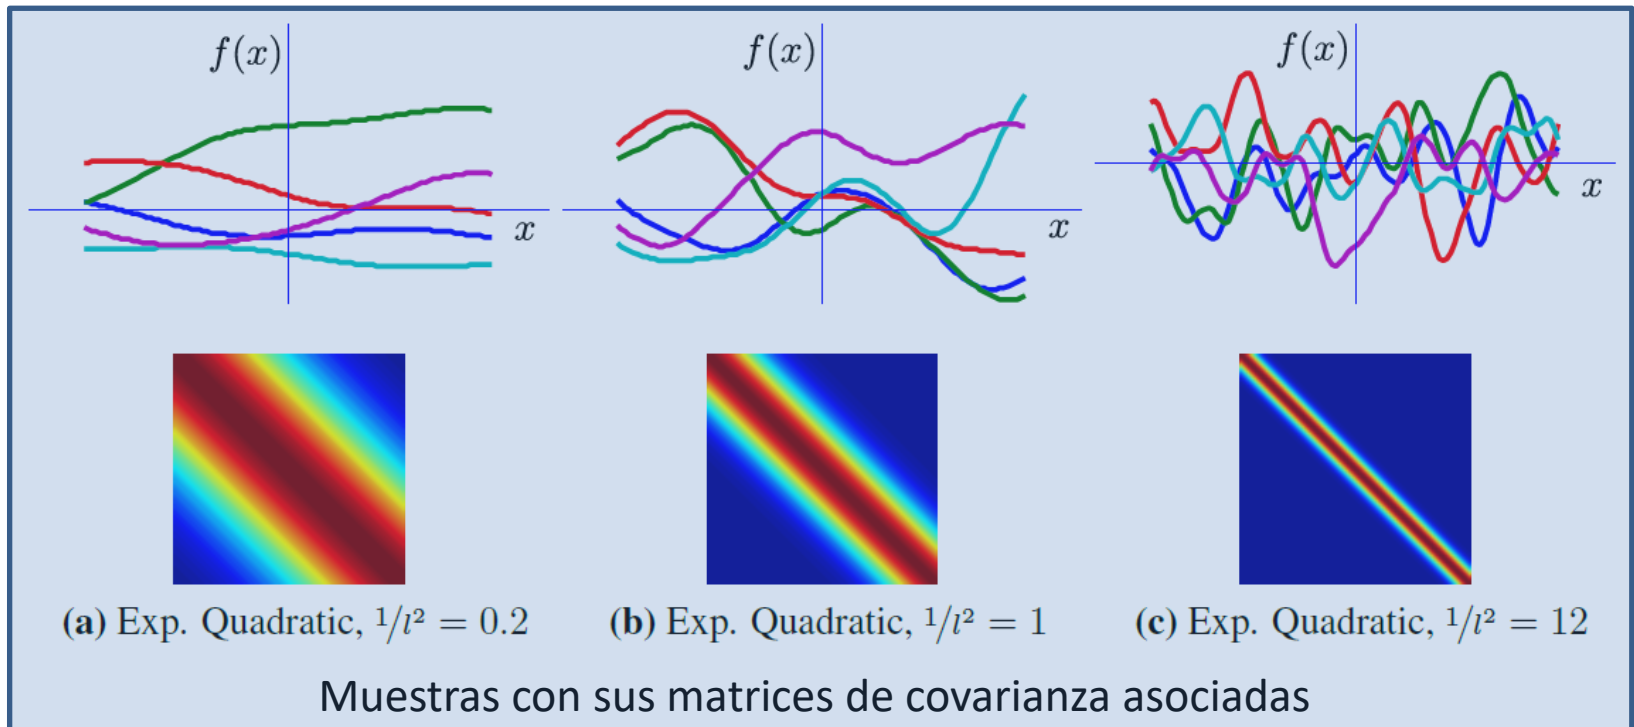 f(x)
x
f(x)
x
f(x)
x
(a) Exp. Quadratic, 1/l² = 0.2
(b) Exp. Quadratic, 1/l² = 1
(c) Exp. Quadratic, 1/l² = 12
Muestras con sus matrices de covarianza asociadas